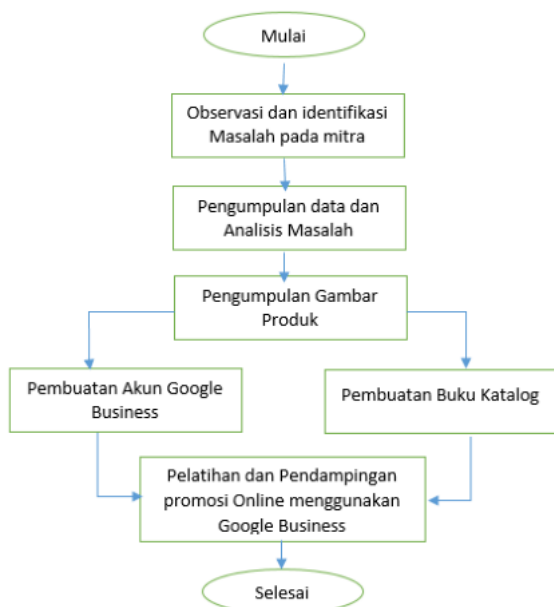 Mulai
Observasi dan identifikasi
Masalah pada mitra
Pengumpulan data dan
Analisis Masalah
Pengumpulan Gambar
Produk
Pembuatan Akun Google
Business
Pembuatan Buku Katalog
Pelatihan dan Pendampingan
promosi Online menggunakan
Google Business
Selesai